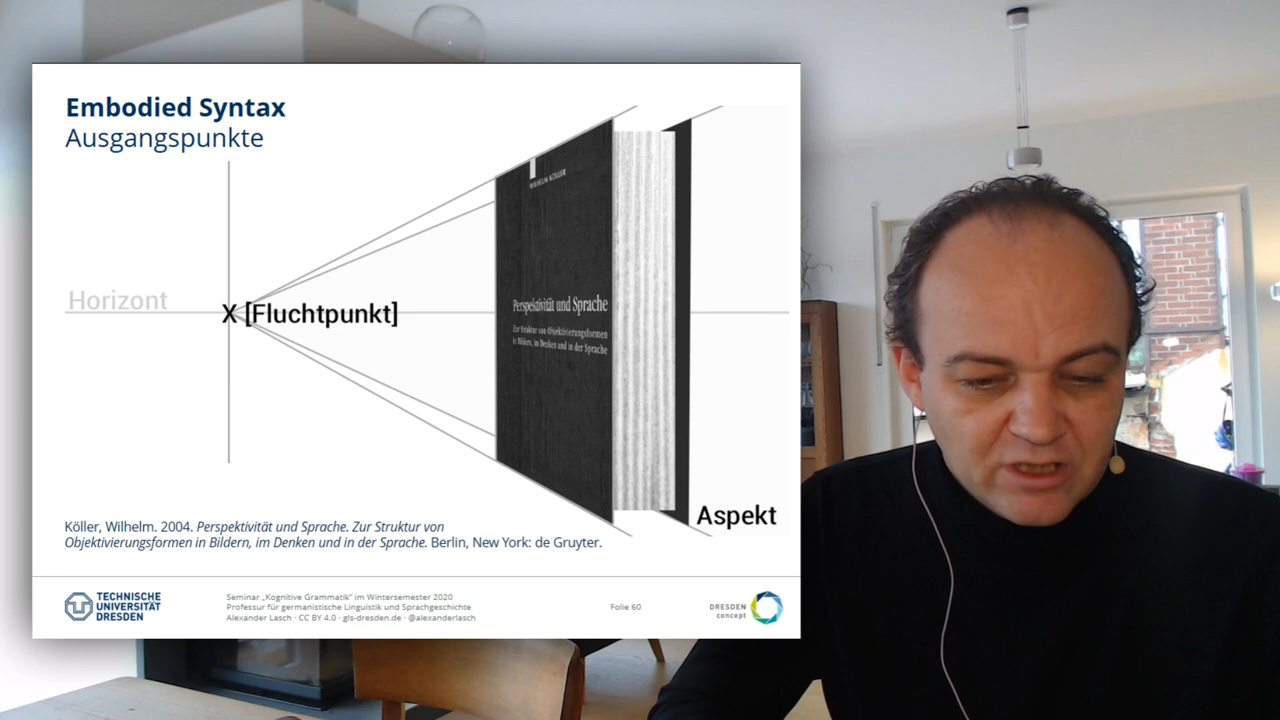 Embodied Syntax
Ausgangspunkte
Horizont
X [Fluchtpunkt]
WILHELM KÖLLER
Perspektivität und Sprache
Zur Struktur von Objektivierungsformen
in Bildern, im Denken und in der Sprache
Aspekt
Köller, Wilhelm. 2004. Perspektivität und Sprache. Zur Struktur von
Objektivierungsformen in Bildern, im Denken und in der Sprache. Berlin, New York: de Gruyter.
TECHNISCHE
UNIVERSITÄT
DRESDEN
Seminar „Kognitive Grammatik" im Wintersemester 2020
Professur für germanistische Linguistik und Sprachgeschichte
Alexander Lasch · CC BY 4.0 · gls-dresden.de · @alexanderlasch
Folie 60
DRESDEN
concept